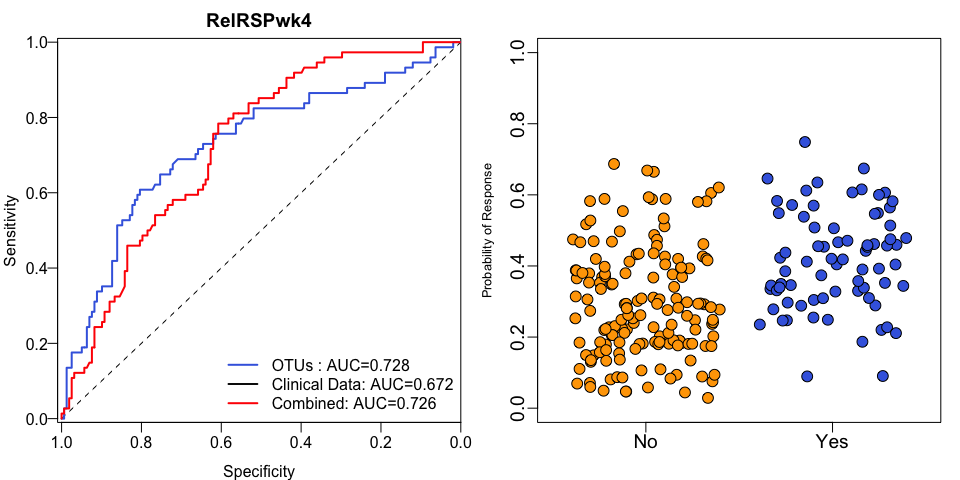 RelRSPwk4
Sensitivity
1.0
0.8
0.6
0.4
0.2
0.0
OTUs : AUC=0.728
Clinical Data: AUC=0.672
Combined: AUC=0.726
1.0 0.8 0.6 0.4 0.2 0.0
Specificity
Probability of Response
1.0
0.8
0.6
0.4
0.2
0.0
No Yes